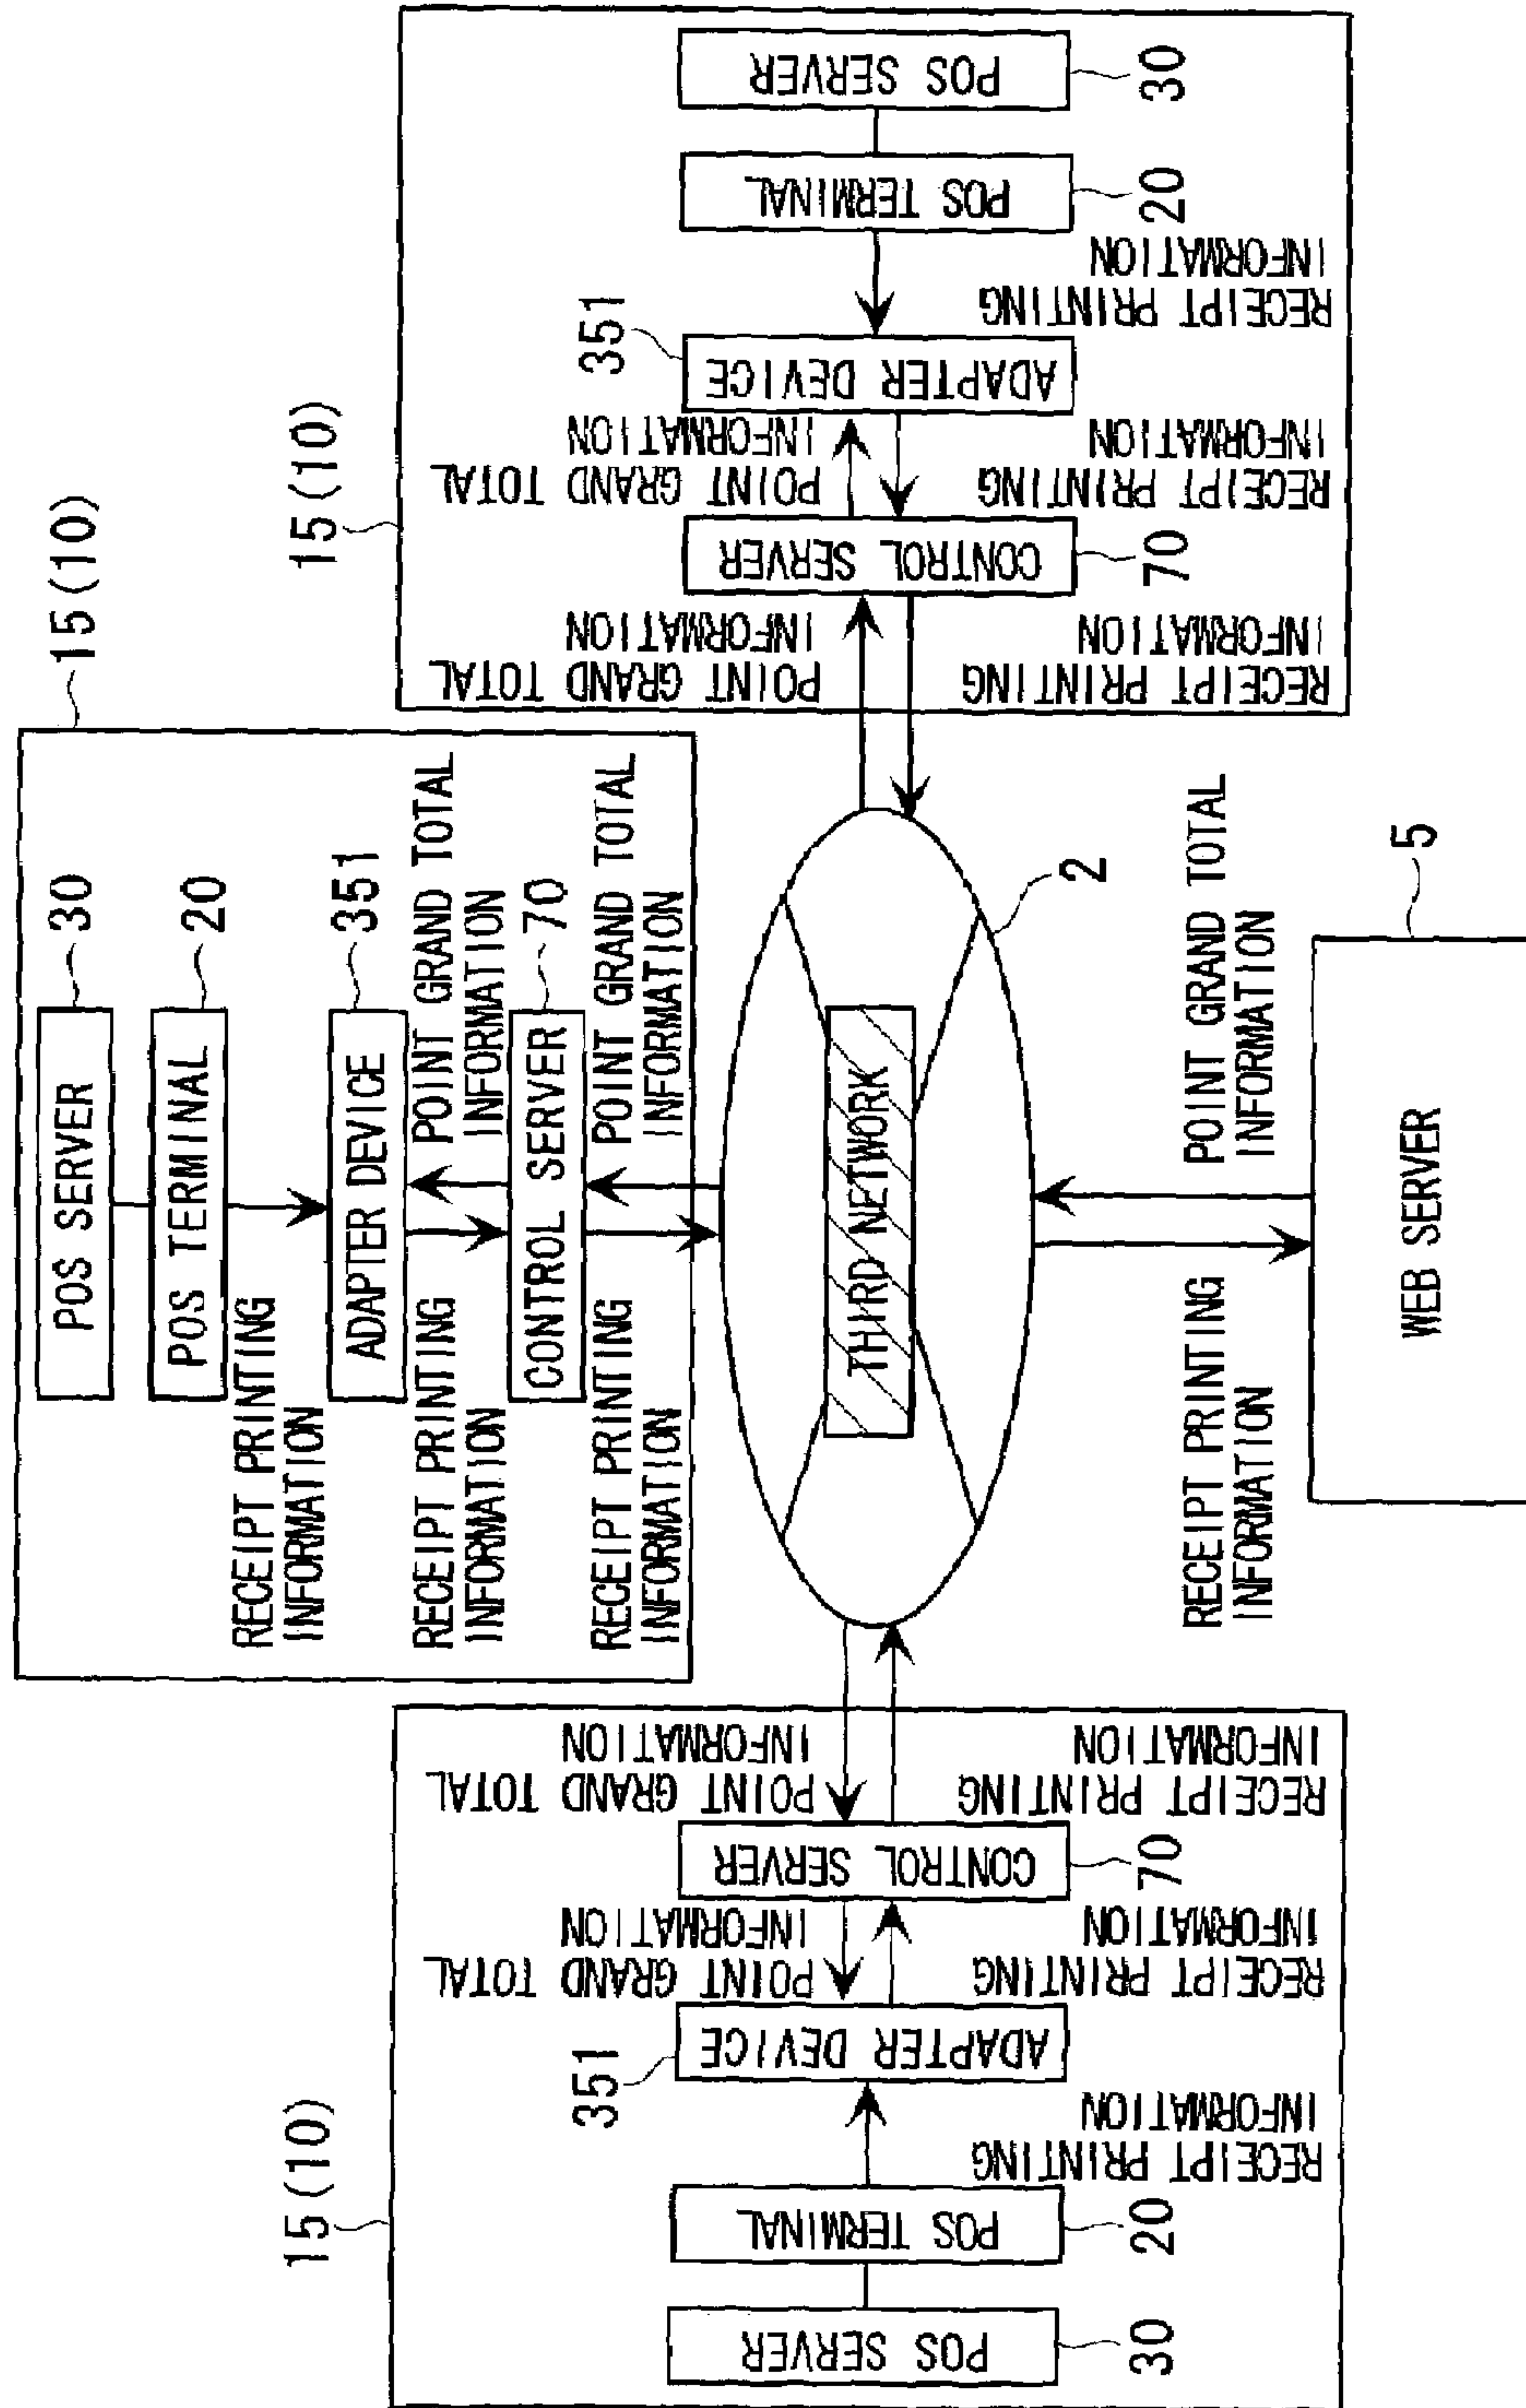 15(10)
POS SERVER
30
POS TERMINAL
20
RECEIPT PRINTING
INFORMATION
ADAPTER DEVICE
351
RECEIPT PRINTING
INFORMATION
POINT GRAND TOTAL
INFORMATION
CONTROL SERVER
70
RECEIPT PRINTING
INFORMATION
POINT GRAND TOTAL
INFORMATION
15(10)
POS SERVER
30
POS TERMINAL
20
RECEIPT PRINTING
INFORMATION
ADAPTER DEVICE
351
POINT GRAND TOTAL
INFORMATION
RECEIPT PRINTING
INFORMATION
CONTROL SERVER
70
POINT GRAND TOTAL
INFORMATION
RECEIPT PRINTING
INFORMATION
THIRD NETWORK
2
15(10)
POINT GRAND TOTAL
INFORMATION
RECEIPT PRINTING
INFORMATION
CONTROL SERVER
70
POINT GRAND TOTAL
INFORMATION
RECEIPT PRINTING
INFORMATION
ADAPTER DEVICE
351
RECEIPT PRINTING
INFORMATION
POS TERMINAL
20
POS SERVER
30
RECEIPT PRINTING
INFORMATION
POINT GRAND TOTAL
INFORMATION
5
WEB SERVER